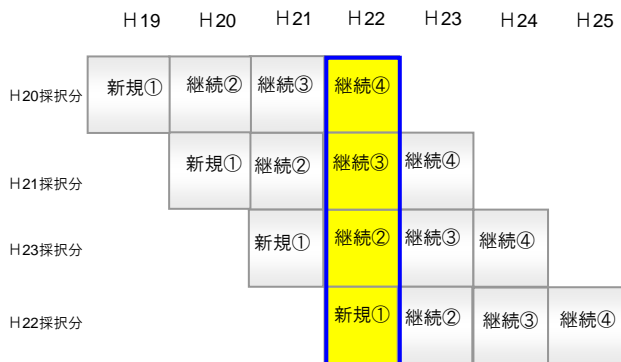 H19 H20 H21 H22 H23 H24 H25
H20採択分 新規① 継続② 継続③ 継続④
H21採択分 新規① 継続② 継続③ 継続④
H23採択分 新規① 継続② 継続③ 継続④
H22採択分 新規① 継続② 継続③ 継続④